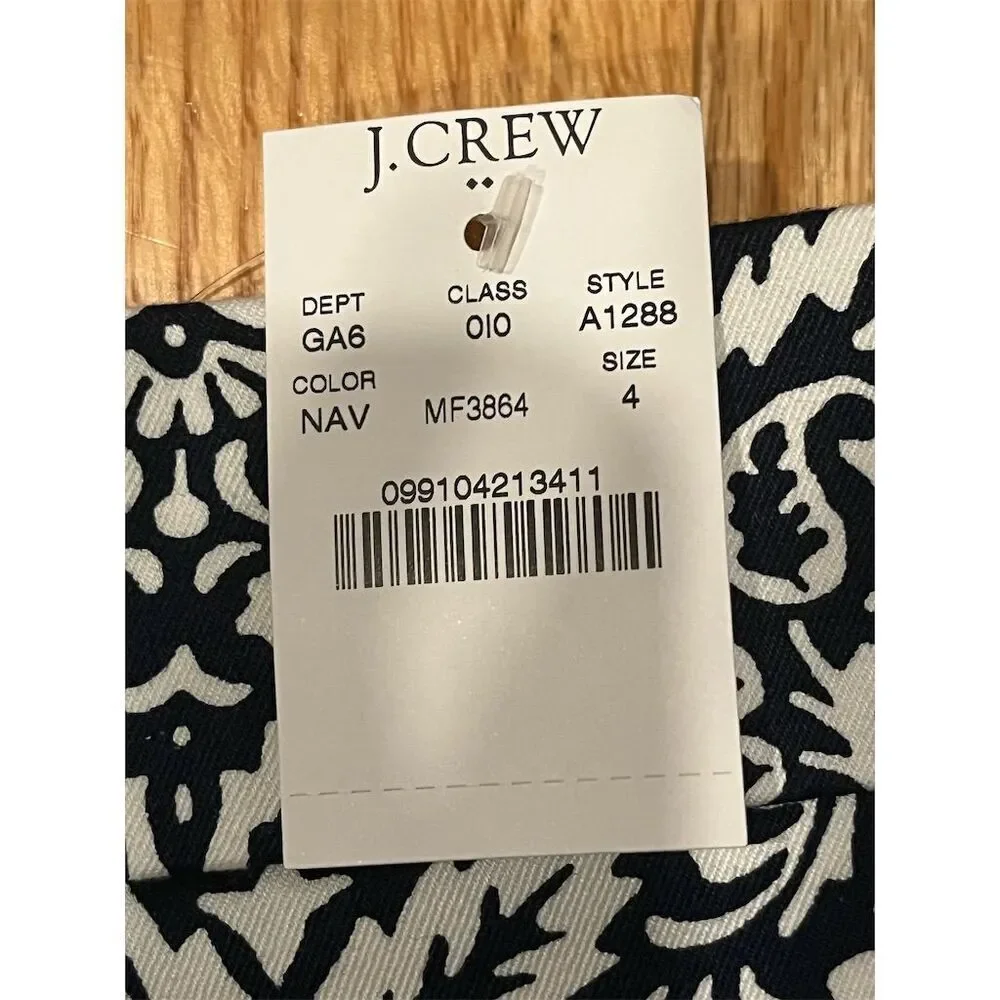 J.CREW
DEPT CLASS STYLE
GA6 010 A1288
COLOR SIZE
NAV MF3864 4
099104213411